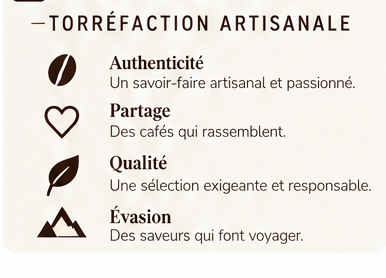 —TORRÉFACTION ARTISANALE
Authenticité
Un savoir-faire artisanal et passionné.
Partage
Des cafés qui rassemblent.
Qualité
Une sélection exigeante et responsable.
Évasion
Des saveurs qui font voyager.